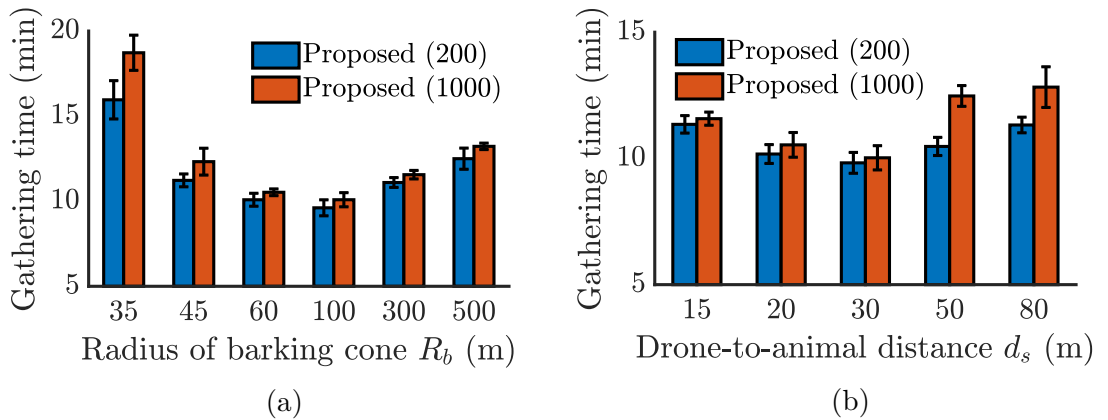 Gathering time (min)
20
15
10
5
Proposed (200)
Proposed (1000)
35 45 60 100 300 500
Radius of barking cone R_b (m)
(a)
Gathering time (min)
15
10
5
Proposed (200)
Proposed (1000)
15 20 30 50 80
Drone-to-animal distance d_s (m)
(b)